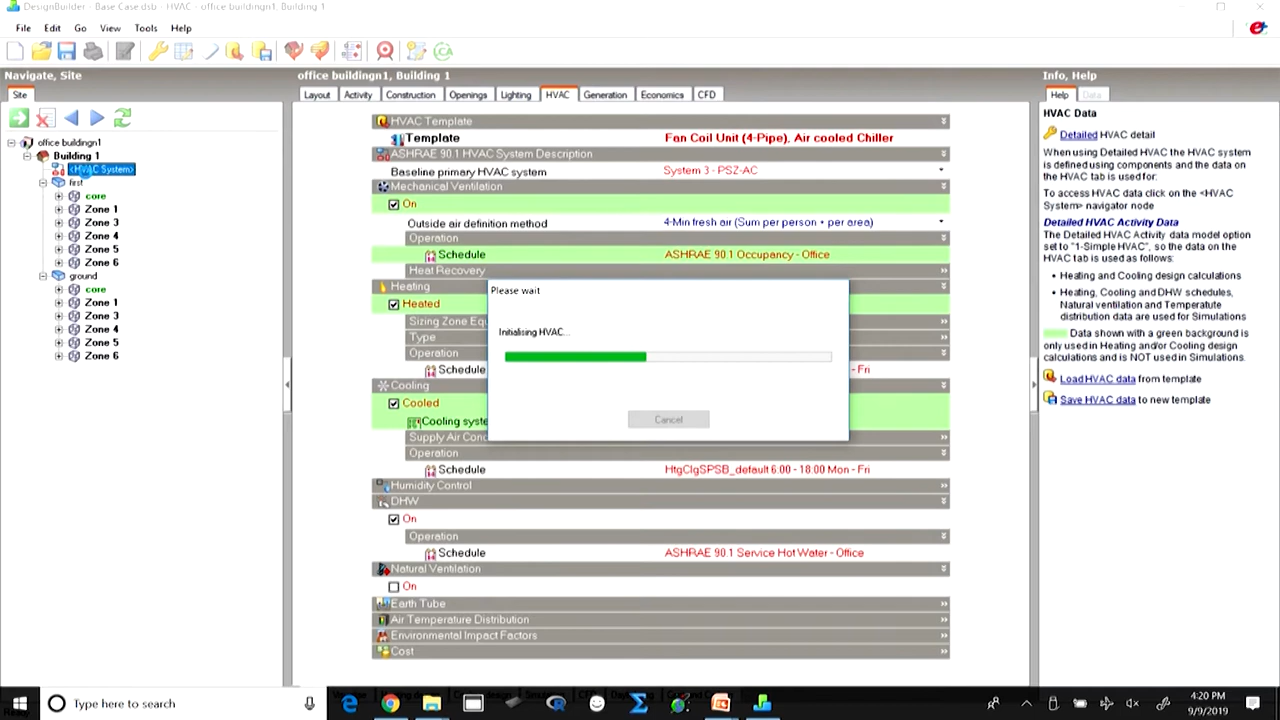 DesignBuilder - Base Case.dsb - HVAC - office buildingn1, Building 1
File Edit Go View Tools Help
Navigate, Site
office buildingn1, Building 1
Info, Help
Site
Layout Activity Construction Openings Lighting HVAC Generation Economics CFD
Help Data
office buildingn1
Building 1
<HVAC System>
first
core
Zone 1
Zone 3
Zone 4
Zone 5
Zone 6
ground
core
Zone 1
Zone 3
Zone 4
Zone 5
Zone 6
HVAC Template
Template Fan Coil Unit (4-Pipe), Air cooled Chiller
ASHRAE 90.1 HVAC System Description
Baseline primary HVAC system System 3 - PSZ-AC
Mechanical Ventilation
On
Outside air definition method 4-Min fresh air (Sum per person + per area)
Operation
Schedule ASHRAE 90.1 Occupancy - Office
Heat Recovery
Heating
Heated
Sizing Zone Equ
Type
Operation
Schedule - Fri
Cooling
Cooled
Cooling syste
Supply Air Cond
Operation
Schedule HtgClgSPSB_default 6:00 - 18:00 Mon - Fri
Humidity Control
DHW
On
Operation
Schedule ASHRAE 90.1 Service Hot Water - Office
Natural Ventilation
On
Earth Tube
Air Temperature Distribution
Environmental Impact Factors
Cost
Please wait
Initialising HVAC...
Cancel
HVAC Data
Detailed HVAC detail
When using Detailed HVAC the HVAC
system is defined using components and the data on
the HVAC tab is used for:
To access HVAC data click on the <HVAC
System> navigator node
Detailed HVAC Activity Data
The Detailed HVAC Activity data model option
set to "1-Simple HVAC", so the data on the
HVAC tab is used as follows:
Heating and Cooling design calculations
Heating, Cooling and DHW schedules,
Natural ventilation and Temperature
distribution data are used for Simulations
Data shown with a green background is
only used in Heating and/or Cooling design
calculations and is NOT used in Simulations.
Load HVAC data from template
Save HVAC data to new template
Type here to search
4:20 PM
9/9/2019